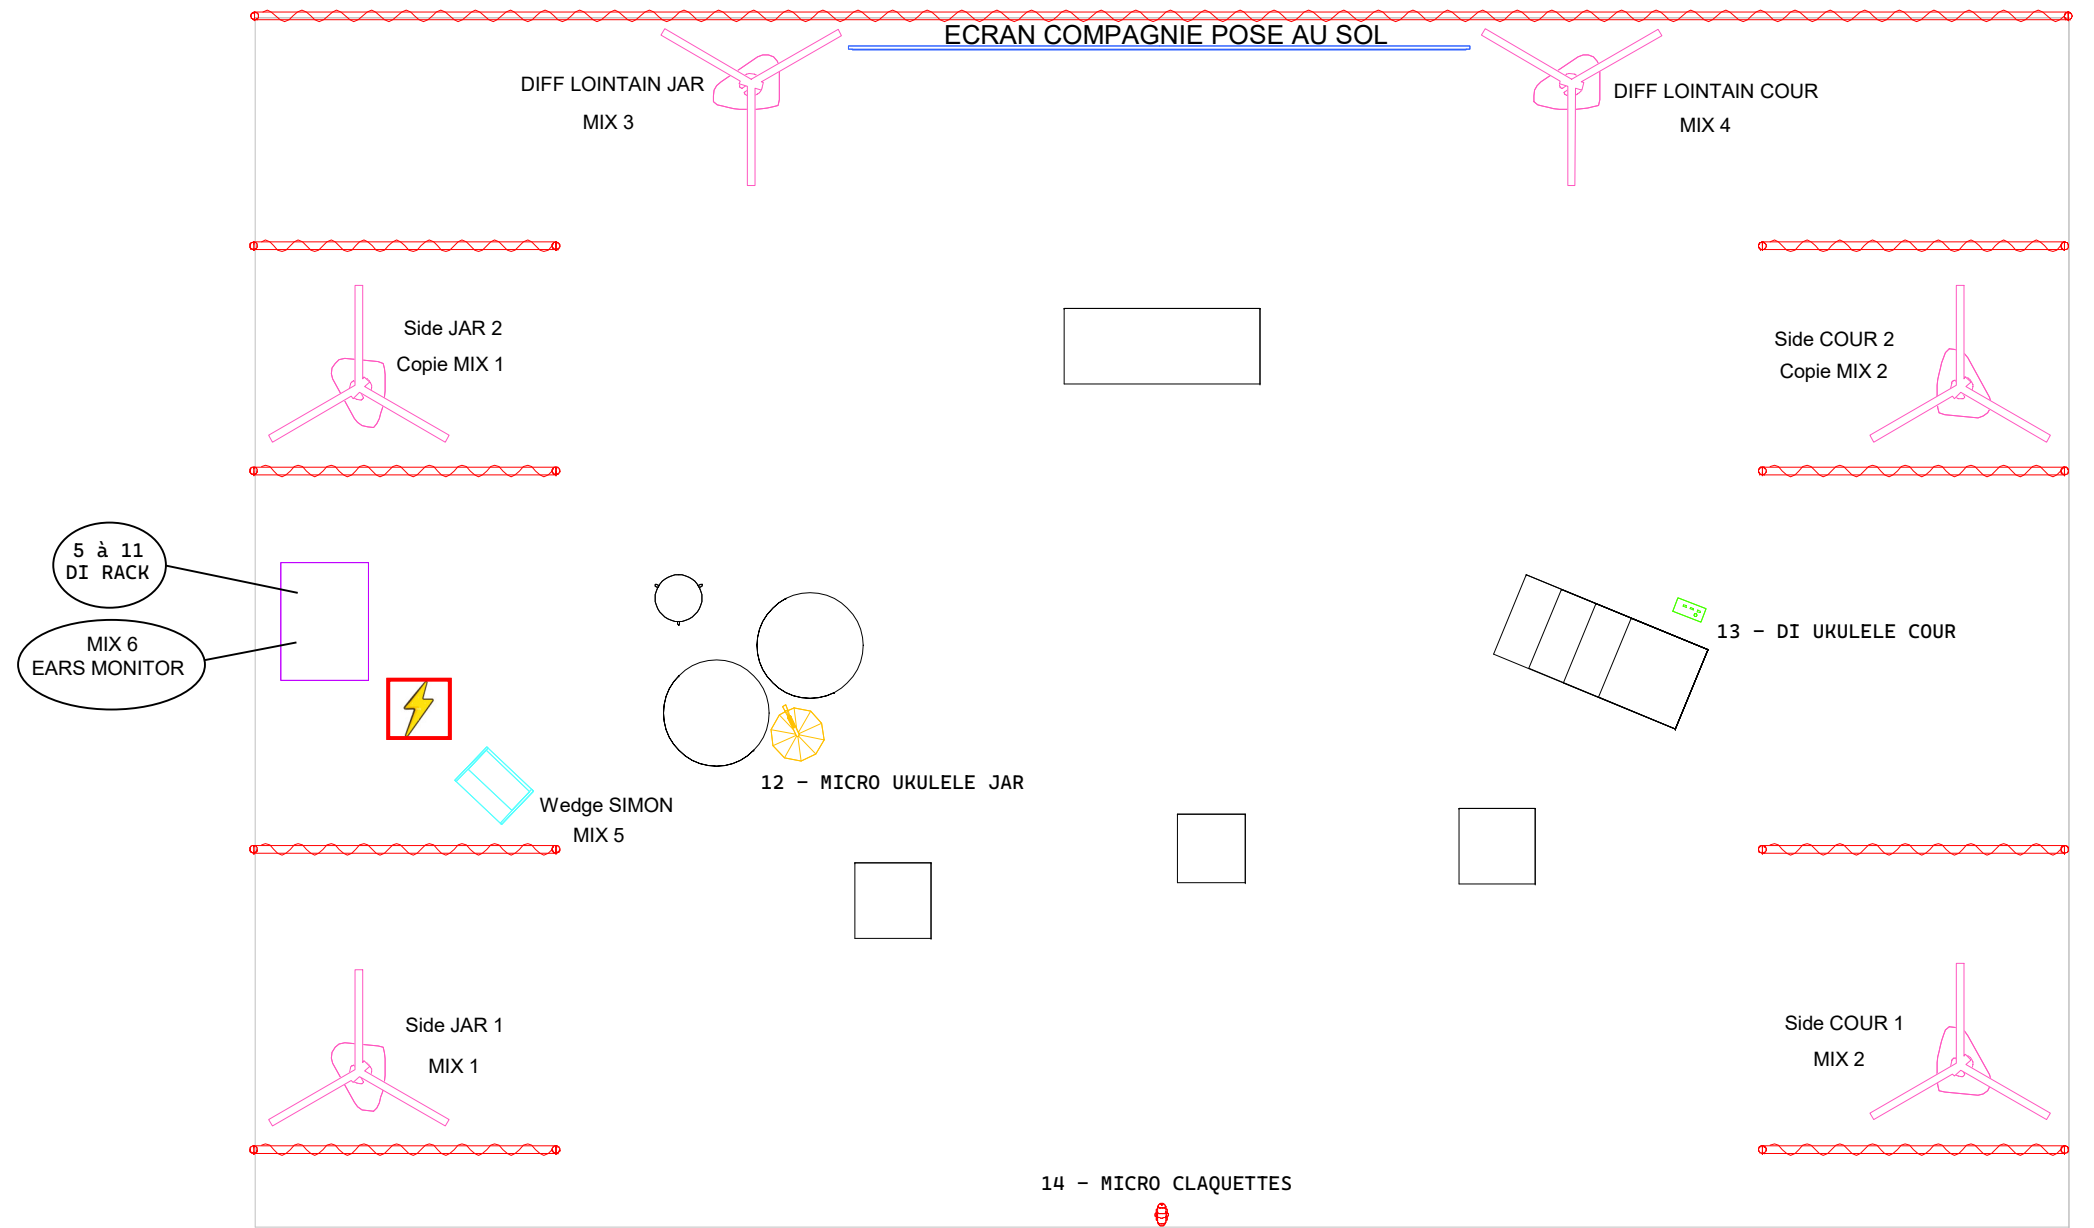 ECRAN COMPAGNIE POSE AU SOL
DIFF LOINTAIN JAR
MIX 3
DIFF LOINTAIN COUR
MIX 4
Side JAR 2
Copie MIX 1
Side COUR 2
Copie MIX 2
5 à 11
DI RACK
MIX 6
EARS MONITOR
13 - DI UKULELE COUR
12 - MICRO UKULELE JAR
Wedge SIMON
MIX 5
Side JAR 1
MIX 1
Side COUR 1
MIX 2
14 - MICRO CLAQUETTES